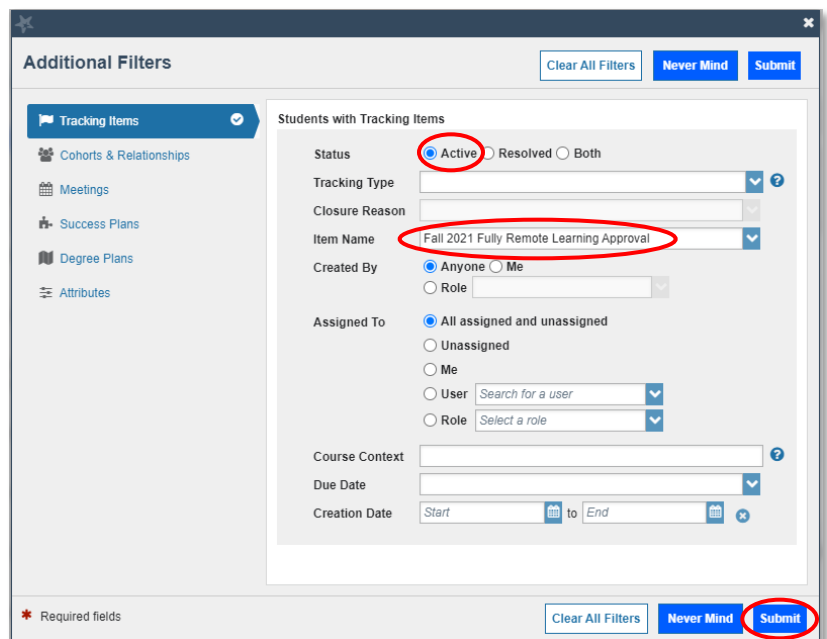 Additional Filters
Clear All Filters
Never Mind
Submit
Tracking Items
Cohorts & Relationships
Meetings
Success Plans
Degree Plans
Attributes
Students with Tracking Items
Status Active Resolved Both
Tracking Type
Closure Reason
Item Name Fall 2021 Fully Remote Learning Approval
Created By Anyone Me
Role
Assigned To All assigned and unassigned
Unassigned
Me
User Search for a user
Role Select a role
Course Context
Due Date
Creation Date Start to End
* Required fields
Clear All Filters
Never Mind
Submit